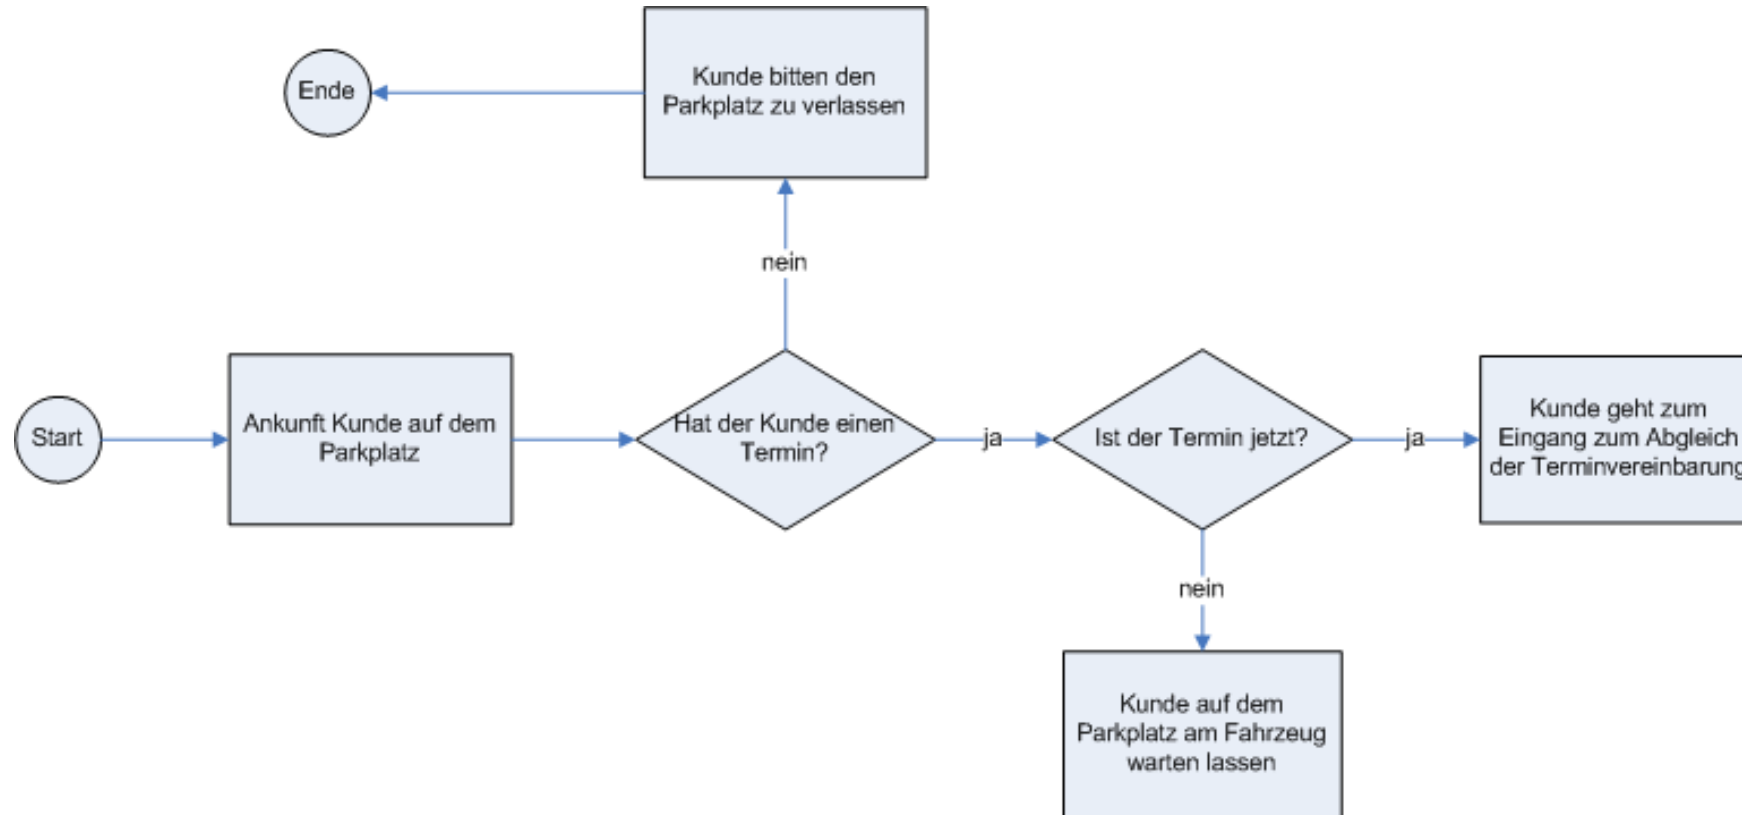 Ende
Kunde bitten den
Parkplatz zu verlassen
nein
Start
Ankunft Kunde auf dem
Parkplatz
Hat der Kunde einen
Termin?
ja
Ist der Termin jetzt?
ja
Kunde geht zum
Eingang zum Abgleich
der Terminvereinbarung
nein
Kunde auf dem
Parkplatz am Fahrzeug
warten lassen